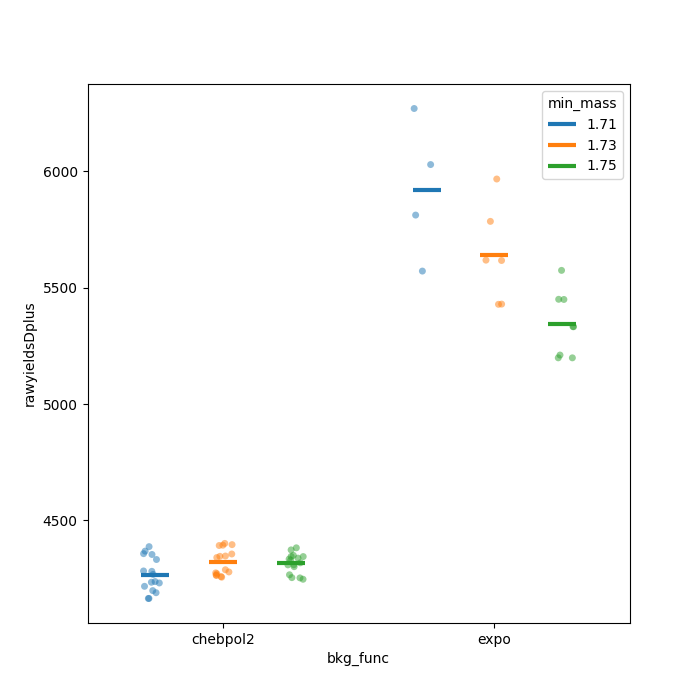 min_mass
1.71
1.73
1.75
6000
5500
5000
4500
rawyieldsDplus
chebpol2
expo
bkg_func